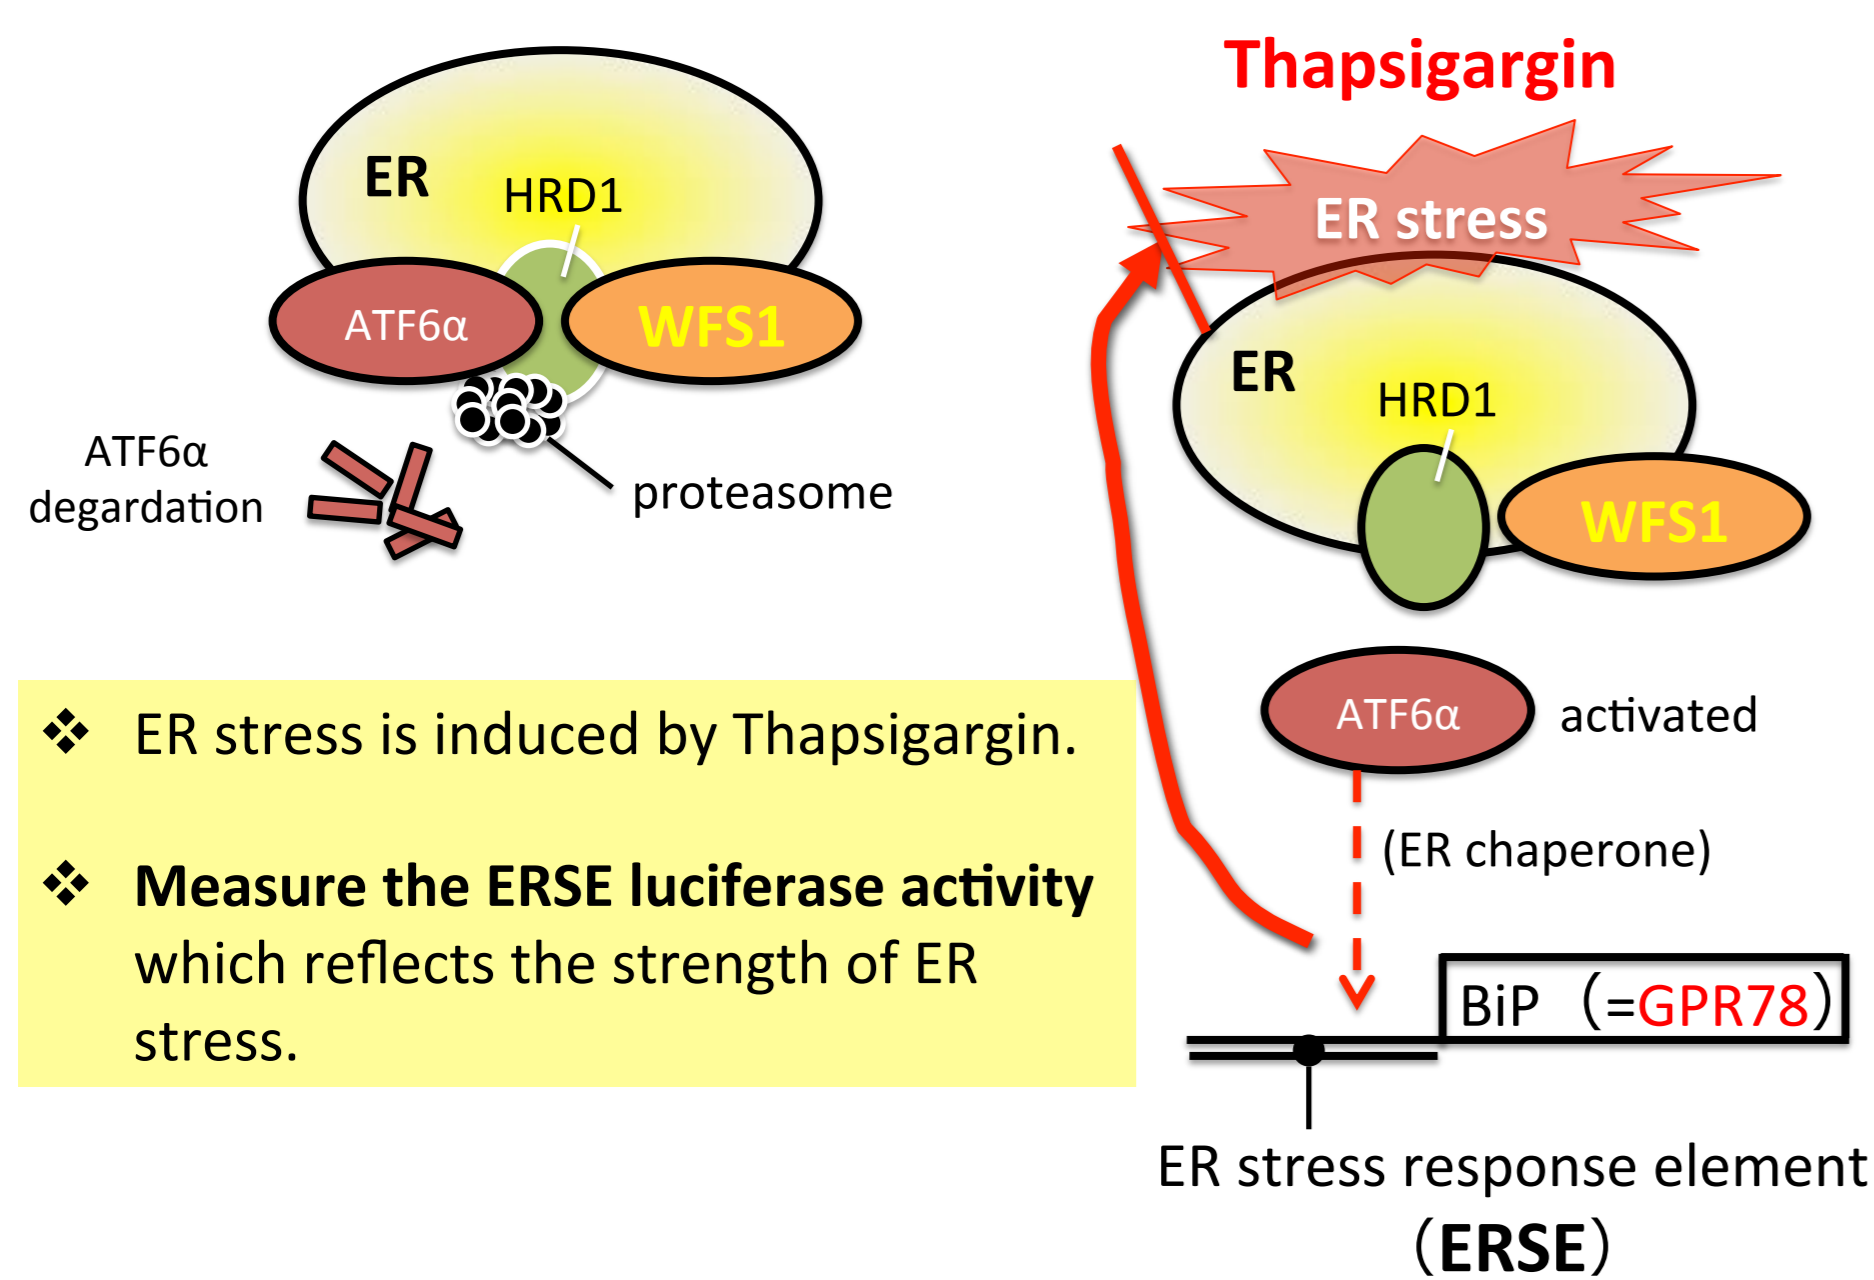 ER
HRD1
ATF6α
WFS1
ATF6α
degardation
proteasome
Thapsigargin
ER stress
ER
HRD1
WFS1
ATF6α
activated
(ER chaperone)
BiP （=GPR78）
ER stress response element
（ERSE）
❖ ER stress is induced by Thapsigargin.
❖ Measure the ERSE luciferase activity
which reflects the strength of ER
stress.